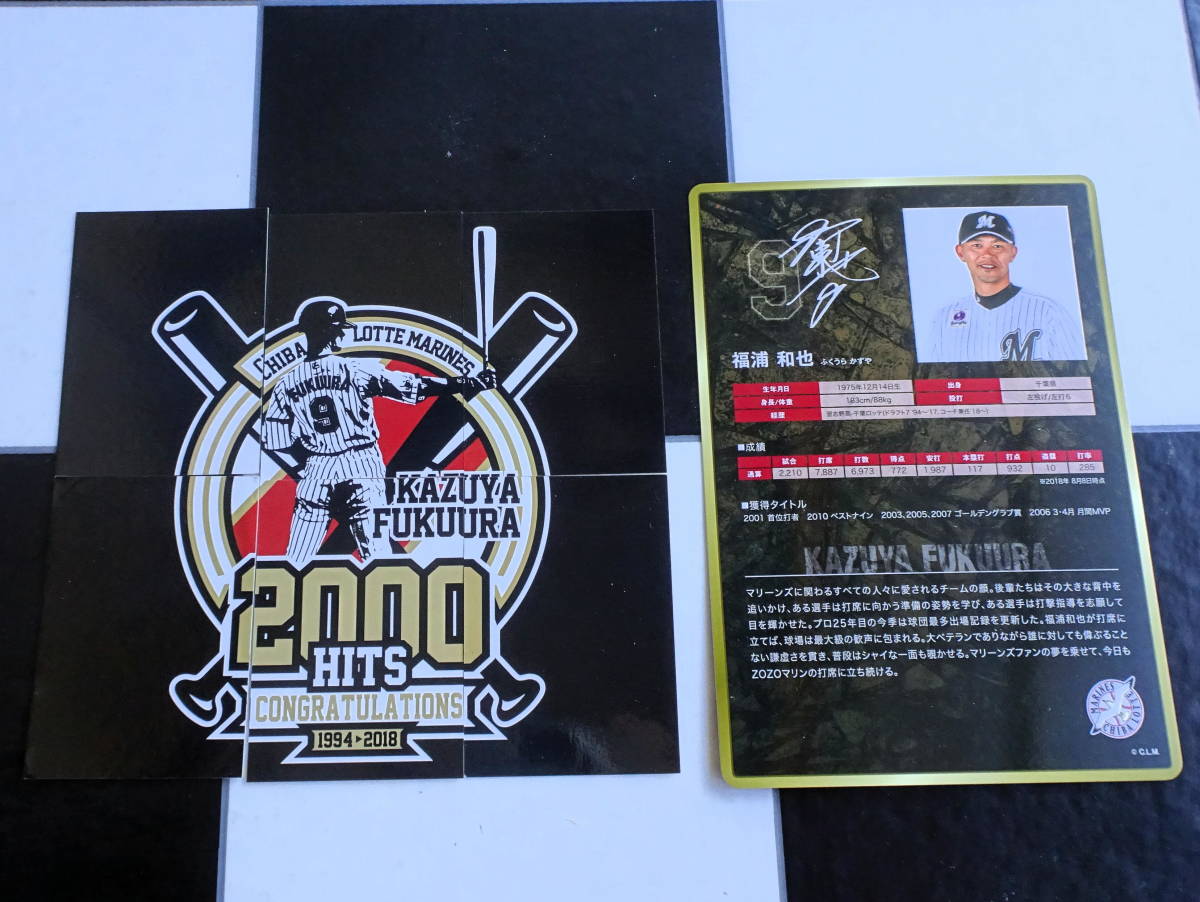 CHIBA LOTTE MARINES
FUKUURA
9
KAZUYA
FUKUURA
2000
HITS
CONGRATULATIONS
1994▶2018
9
M
M
福浦 和也 ふくうら かずや
生年月日 1975年12月14日生 出身 千葉県
身長/体重 183cm/88kg 投打 左投げ/左打ち
経歴 習志野高-千葉ロッテ(ドラフト7 '94〜'17、コーチ兼任 '18〜)
■成績
試合 打席 打数 得点 安打 本塁打 打点 盗塁 打率
通算 2,210 7,887 6,973 772 1,987 117 932 10 .285
※2018年 8月8日時点
■獲得タイトル
2001 首位打者 2010 ベストナイン 2003、2005、2007 ゴールデングラブ賞 2006 3・4月 月間MVP
KAZUYA FUKUURA
マリーンズに関わるすべての人々に愛されるチームの顔。後輩たちはその大きな背中を
追いかけ、ある選手は打席に向かう準備の姿勢を学び、ある選手は打撃指導を志願して
目を輝かせた。プロ25年目の今季は球団最多出場記録を更新した。福浦和也が打席に
立てば、球場は最大級の歓声に包まれる。大ベテランでありながら誰に対しても偉ぶること
ない謙虚さを貫き、普段はシャイな一面も覗かせる。マリーンズファンの夢を乗せて、今日も
ZOZOマリンの打席に立ち続ける。
MARINES
CHIBA LOTTE
© C.L.M.